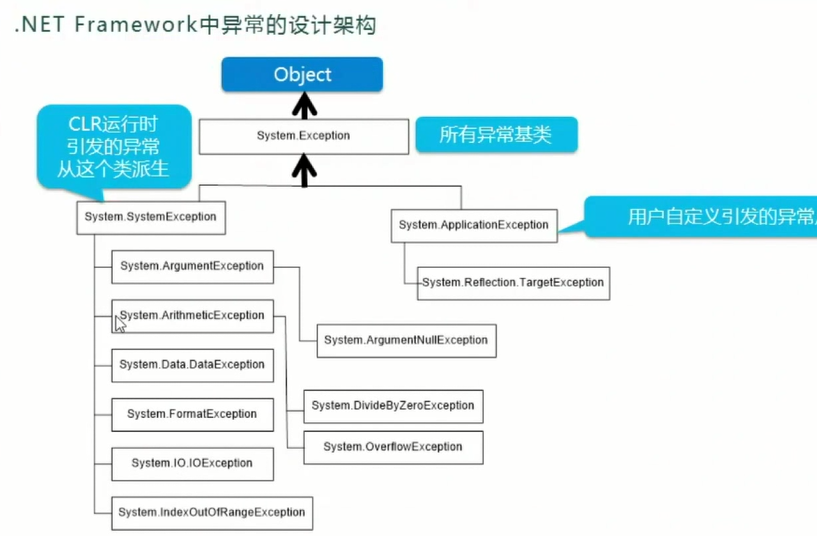 .NET Framework中异常的设计架构
Object
CLR运行时
引发的异常
从这个类派生
System.Exception
所有异常基类
System.SystemException
System.ApplicationException
用户自定义引发的异常
System.ArgumentException
System.Reflection.TargetException
System.ArithmeticException
System.ArgumentNullException
System.Data.DataException
System.DivideByZeroException
System.FormatException
System.OverflowException
System.IO.IOException
System.IndexOutOfRangeException